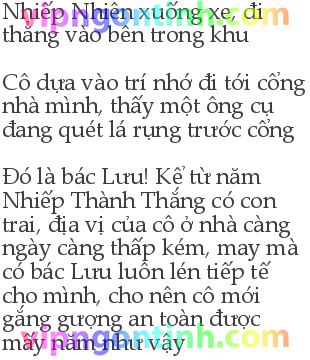 vipngontinh.com
Nhiếp Nhiên xuống xe, đi
thẳng vào bên trong khu
Cô dựa vào trí nhớ đi tới cổng
nhà mình, thấy một ông cụ
đang quét lá rụng trước cổng
Đó là bác Lưu! Kể từ năm
Nhiếp Thành Thắng có con
trai, địa vị của cô ở nhà càng
ngày càng thấp kém, may mà
có bác Lưu luôn lén tiếp tế
cho mình, cho nên cô mới
gắng gượng an toàn được
mấy năm như vậy
vipngontinh.com